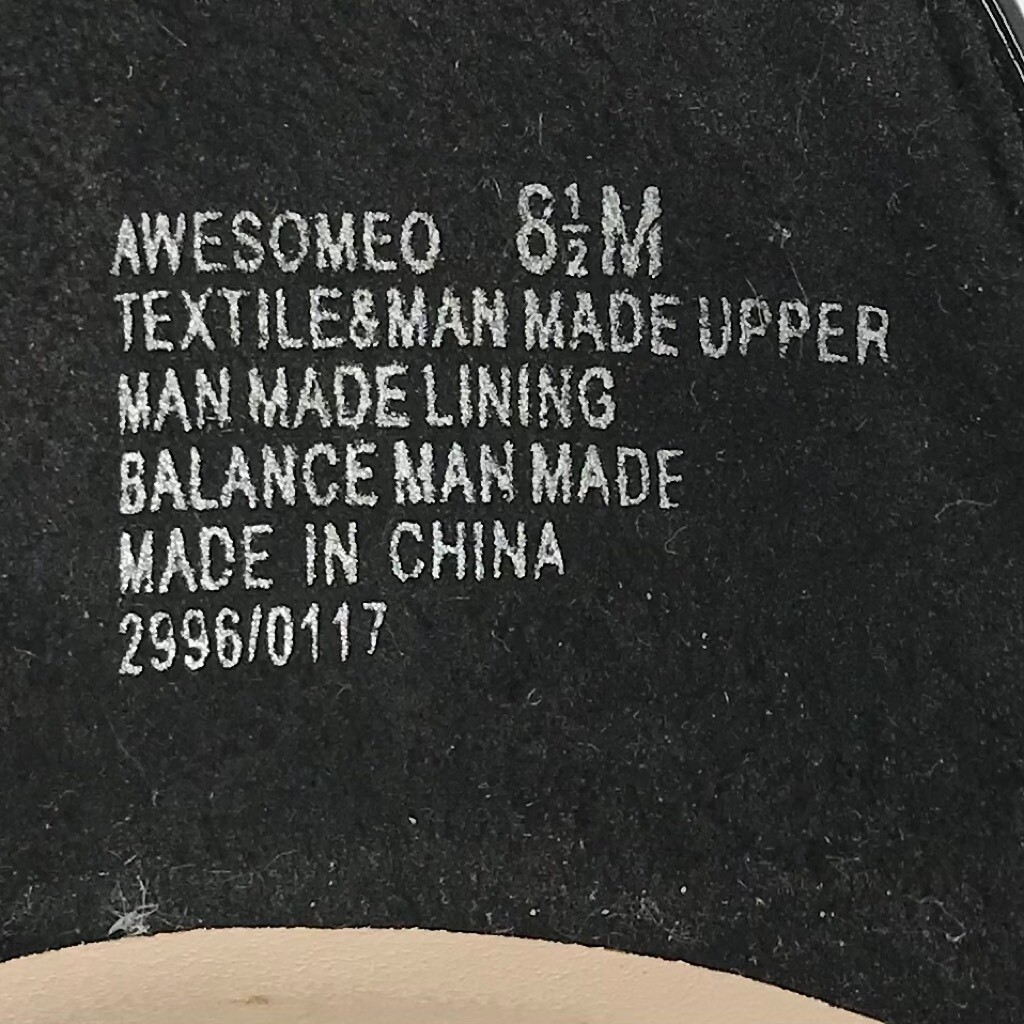 AWESOMEO 8½M
TEXTILE&MAN MADE UPPER
MAN MADE LINING
BALANCE MAN MADE
MADE IN CHINA
2996/0117